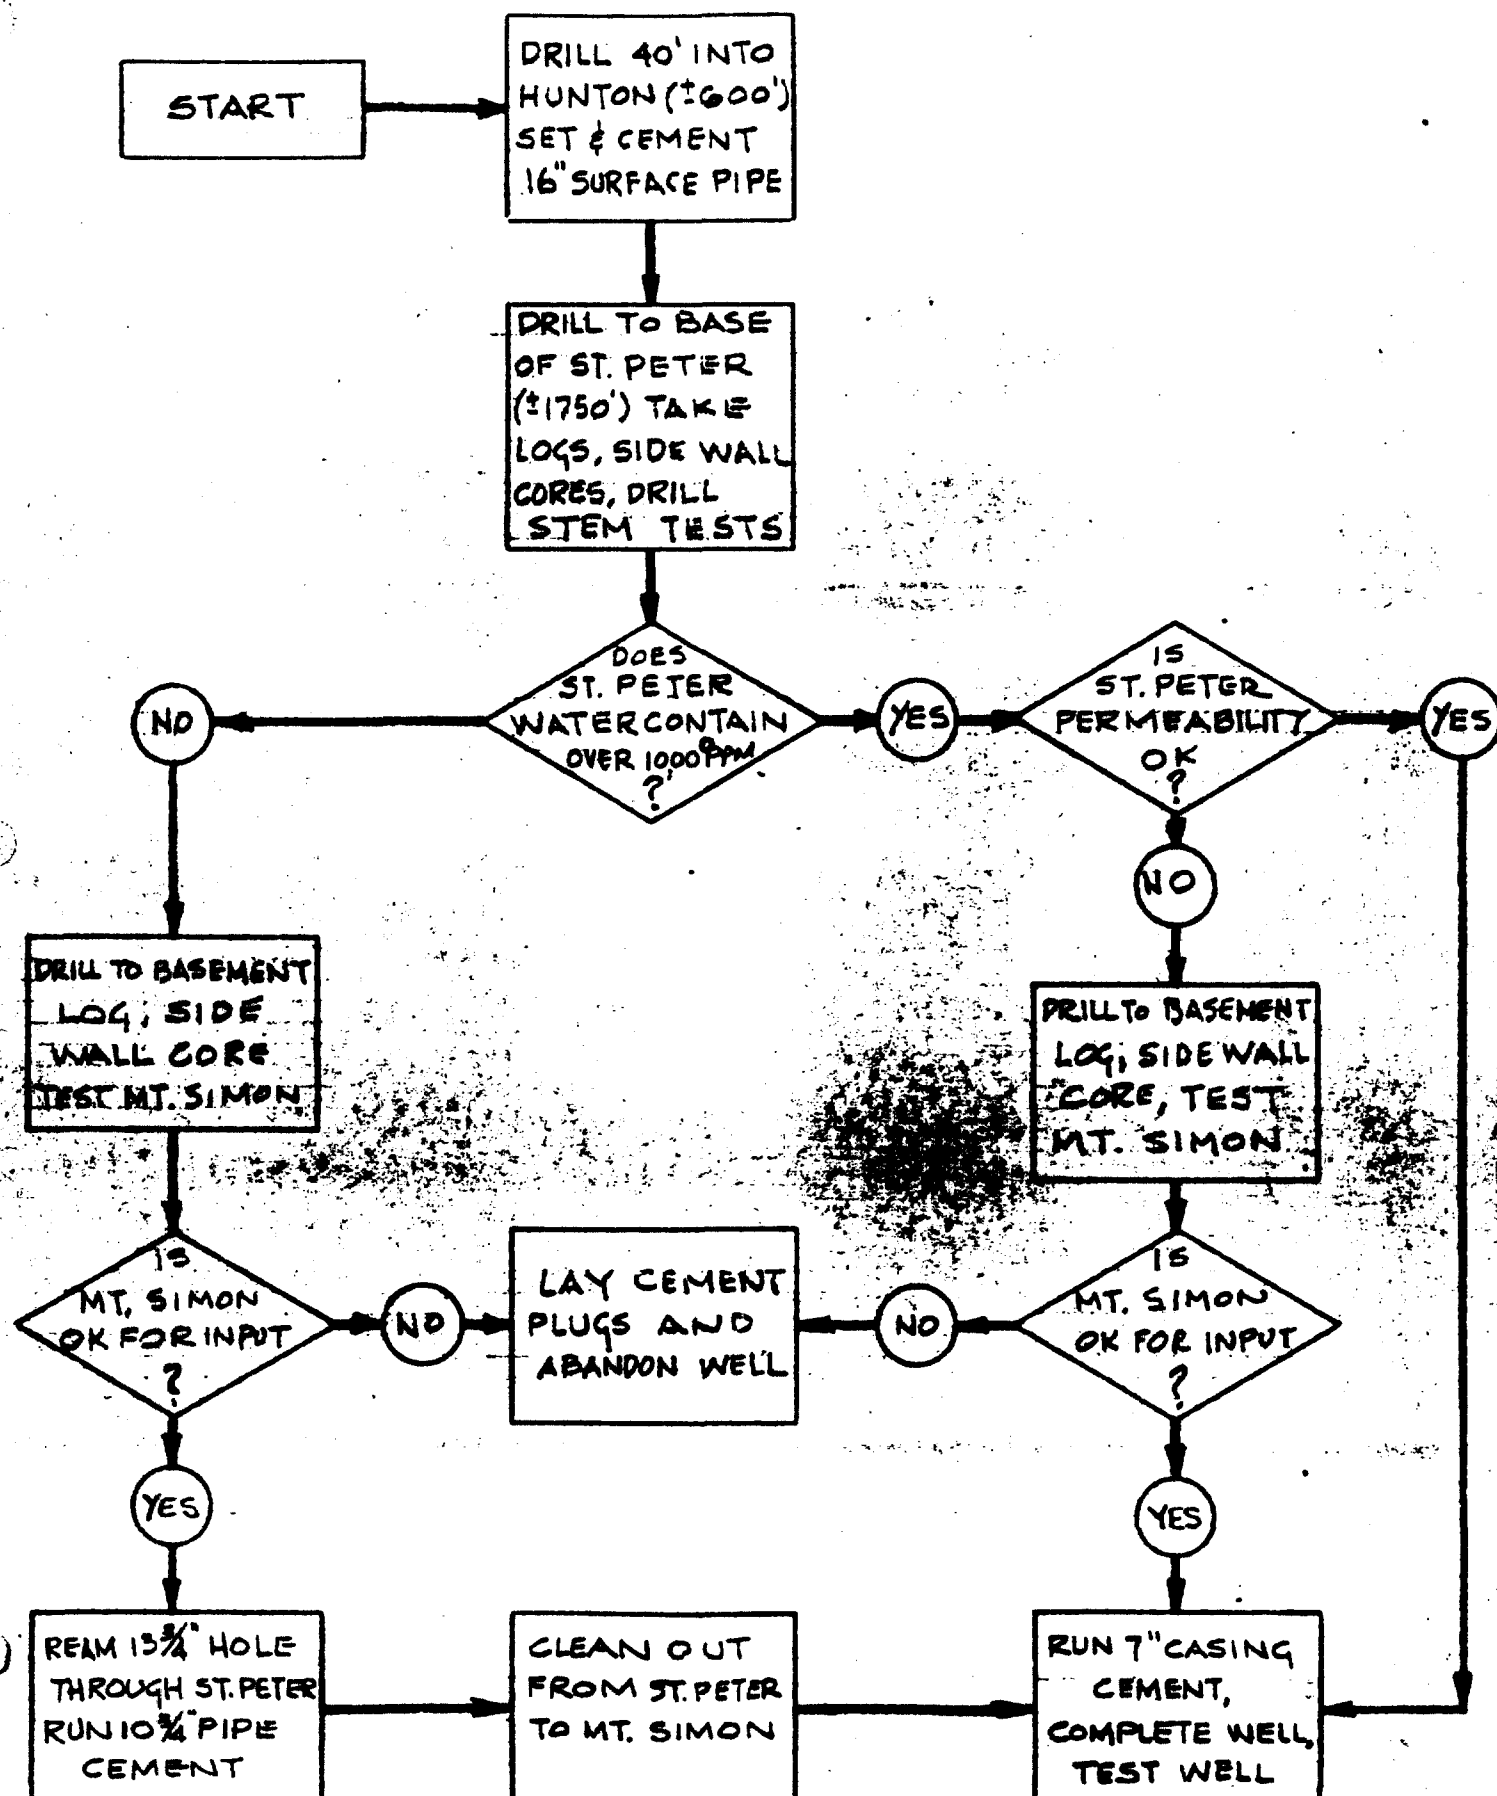 START
DRILL 40' INTO
HUNTON (±600')
SET & CEMENT
16" SURFACE PIPE
DRILL TO BASE
OF ST. PETER
(±1750') TAKE
LOGS, SIDE WALL
CORES, DRILL
STEM TESTS
DOES
ST. PETER
WATER CONTAIN
OVER 1000 PPM
?
NO
YES
IS
ST. PETER
PERMEABILITY
OK
?
YES
NO
DRILL TO BASEMENT
LOG, SIDE
WALL CORE
TEST MT. SIMON
DRILL TO BASEMENT
LOG, SIDE WALL
CORE, TEST
MT. SIMON
IS
MT. SIMON
OK FOR INPUT
?
NO
LAY CEMENT
PLUGS AND
ABANDON WELL
NO
IS
MT. SIMON
OK FOR INPUT
?
YES
YES
REAM 13 3/4" HOLE
THROUGH ST. PETER
RUN 10 3/4" PIPE
CEMENT
CLEAN OUT
FROM ST. PETER
TO MT. SIMON
RUN 7" CASING
CEMENT,
COMPLETE WELL,
TEST WELL